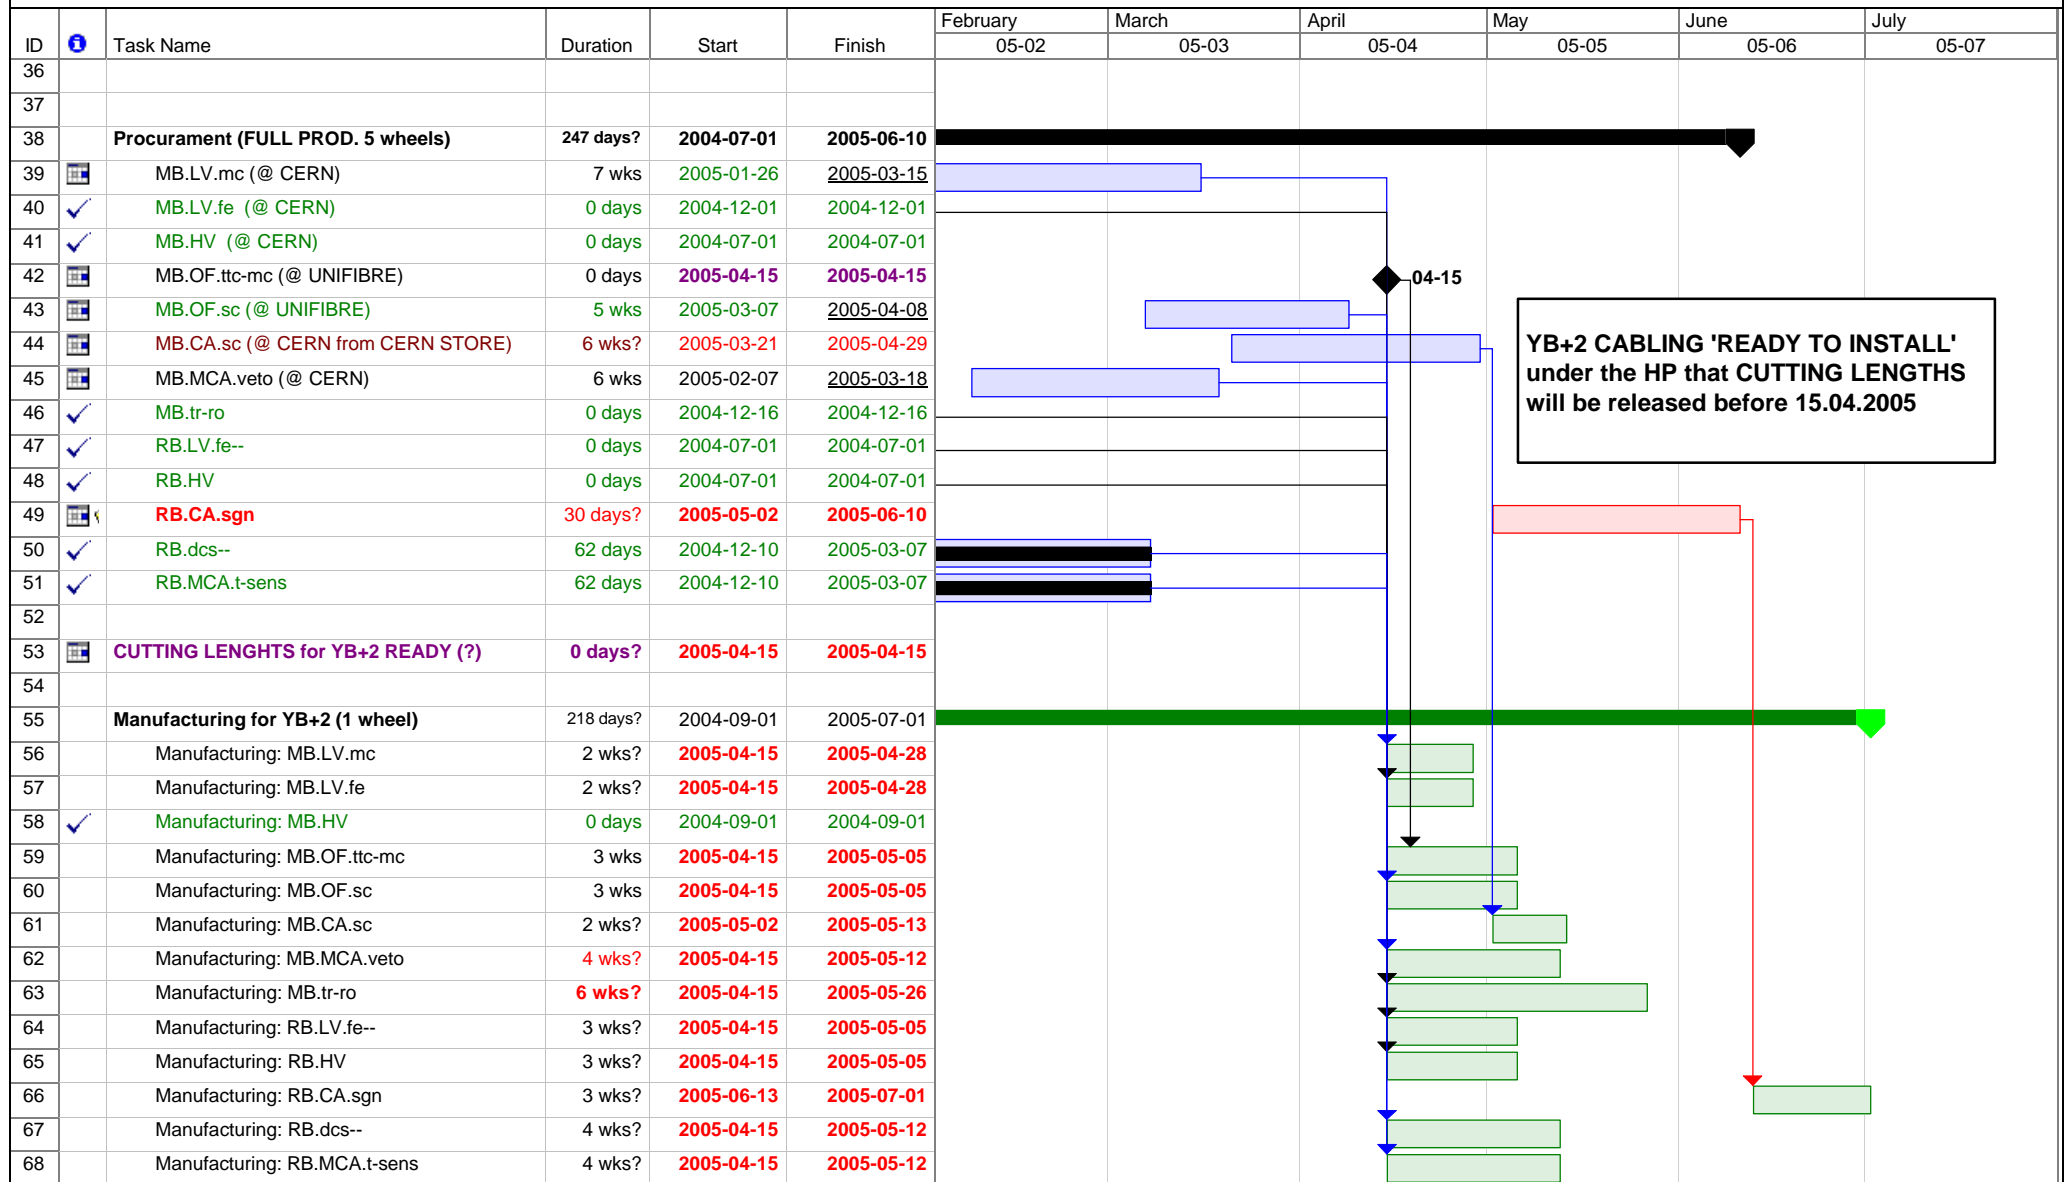 February March April May June July
ID Task Name Duration Start Finish 05-02 05-03 05-04 05-05 05-06 05-07
36
37
38 Procurament (FULL PROD. 5 wheels) 247 days? 2004-07-01 2005-06-10
39 MB.LV.mc (@ CERN) 7 wks 2005-01-26 2005-03-15
40 MB.LV.fe (@ CERN) 0 days 2004-12-01 2004-12-01
41 MB.HV (@ CERN) 0 days 2004-07-01 2004-07-01
42 MB.OF.ttc-mc (@ UNIFIBRE) 0 days 2005-04-15 2005-04-15 04-15
43 MB.OF.sc (@ UNIFIBRE) 5 wks 2005-03-07 2005-04-08
44 MB.CA.sc (@ CERN from CERN STORE) 6 wks? 2005-03-21 2005-04-29
45 MB.MCA.veto (@ CERN) 6 wks 2005-02-07 2005-03-18
46 MB.tr-ro 0 days 2004-12-16 2004-12-16
47 RB.LV.fe-- 0 days 2004-07-01 2004-07-01
48 RB.HV 0 days 2004-07-01 2004-07-01
49 RB.CA.sgn 30 days? 2005-05-02 2005-06-10
50 RB.dcs-- 62 days 2004-12-10 2005-03-07
51 RB.MCA.t-sens 62 days 2004-12-10 2005-03-07
52
53 CUTTING LENGHTS for YB+2 READY (?) 0 days? 2005-04-15 2005-04-15
54
55 Manufacturing for YB+2 (1 wheel) 218 days? 2004-09-01 2005-07-01
56 Manufacturing: MB.LV.mc 2 wks? 2005-04-15 2005-04-28
57 Manufacturing: MB.LV.fe 2 wks? 2005-04-15 2005-04-28
58 Manufacturing: MB.HV 0 days 2004-09-01 2004-09-01
59 Manufacturing: MB.OF.ttc-mc 3 wks 2005-04-15 2005-05-05
60 Manufacturing: MB.OF.sc 3 wks 2005-04-15 2005-05-05
61 Manufacturing: MB.CA.sc 2 wks? 2005-05-02 2005-05-13
62 Manufacturing: MB.MCA.veto 4 wks? 2005-04-15 2005-05-12
63 Manufacturing: MB.tr-ro 6 wks? 2005-04-15 2005-05-26
64 Manufacturing: RB.LV.fe-- 3 wks? 2005-04-15 2005-05-05
65 Manufacturing: RB.HV 3 wks? 2005-04-15 2005-05-05
66 Manufacturing: RB.CA.sgn 3 wks? 2005-06-13 2005-07-01
67 Manufacturing: RB.dcs-- 4 wks? 2005-04-15 2005-05-12
68 Manufacturing: RB.MCA.t-sens 4 wks? 2005-04-15 2005-05-12
YB+2 CABLING 'READY TO INSTALL'
under the HP that CUTTING LENGTHS
will be released before 15.04.2005